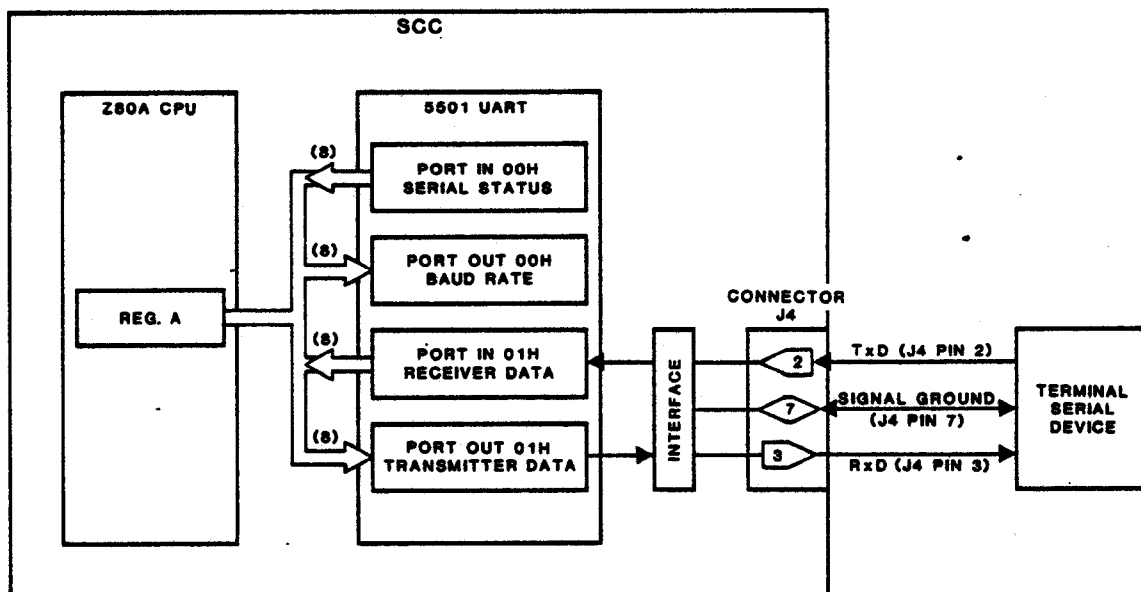 SCC
Z80A CPU
REG. A
5501 UART
(8)
PORT IN 00H
SERIAL STATUS
(8)
PORT OUT 00H
BAUD RATE
(8)
PORT IN 01H
RECEIVER DATA
(8)
PORT OUT 01H
TRANSMITTER DATA
INTERFACE
CONNECTOR
J4
2
7
3
TxD (J4 PIN 2)
SIGNAL GROUND
(J4 PIN 7)
RxD (J4 PIN 3)
TERMINAL
SERIAL
DEVICE